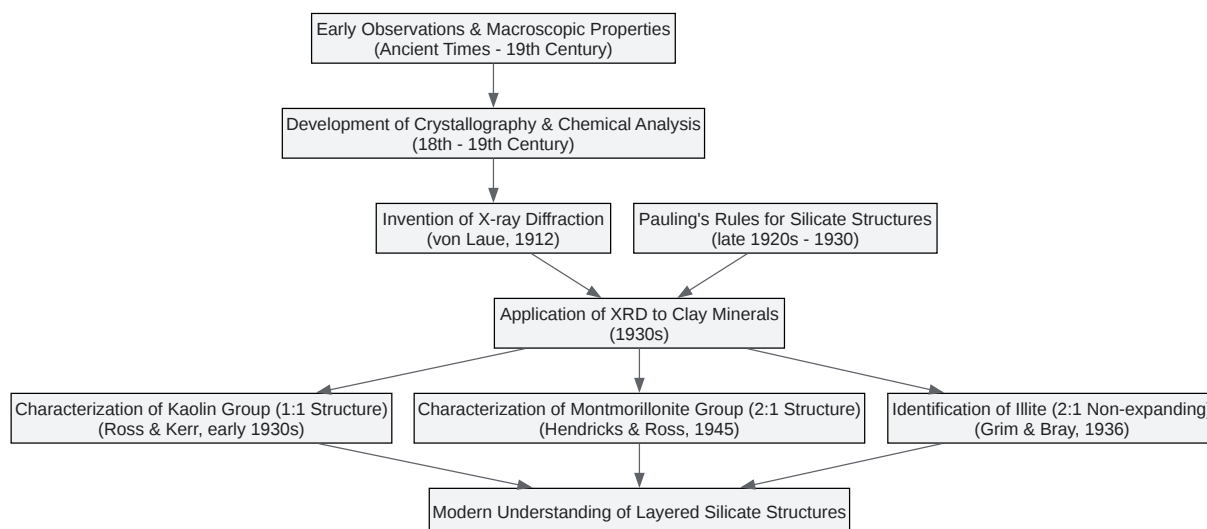 Early Observations & Macroscopic Properties
(Ancient Times - 19th Century)
Development of Crystallography & Chemical Analysis
(18th - 19th Century)
Invention of X-ray Diffraction
(von Laue, 1912)
Pauling's Rules for Silicate Structures
(late 1920s - 1930)
Application of XRD to Clay Minerals
(1930s)
Characterization of Kaolin Group (1:1 Structure)
(Ross & Kerr, early 1930s)
Characterization of Montmorillonite Group (2:1 Structure)
(Hendricks & Ross, 1945)
Identification of Illite (2:1 Non-expanding)
(Grim & Bray, 1936)
Modern Understanding of Layered Silicate Structures